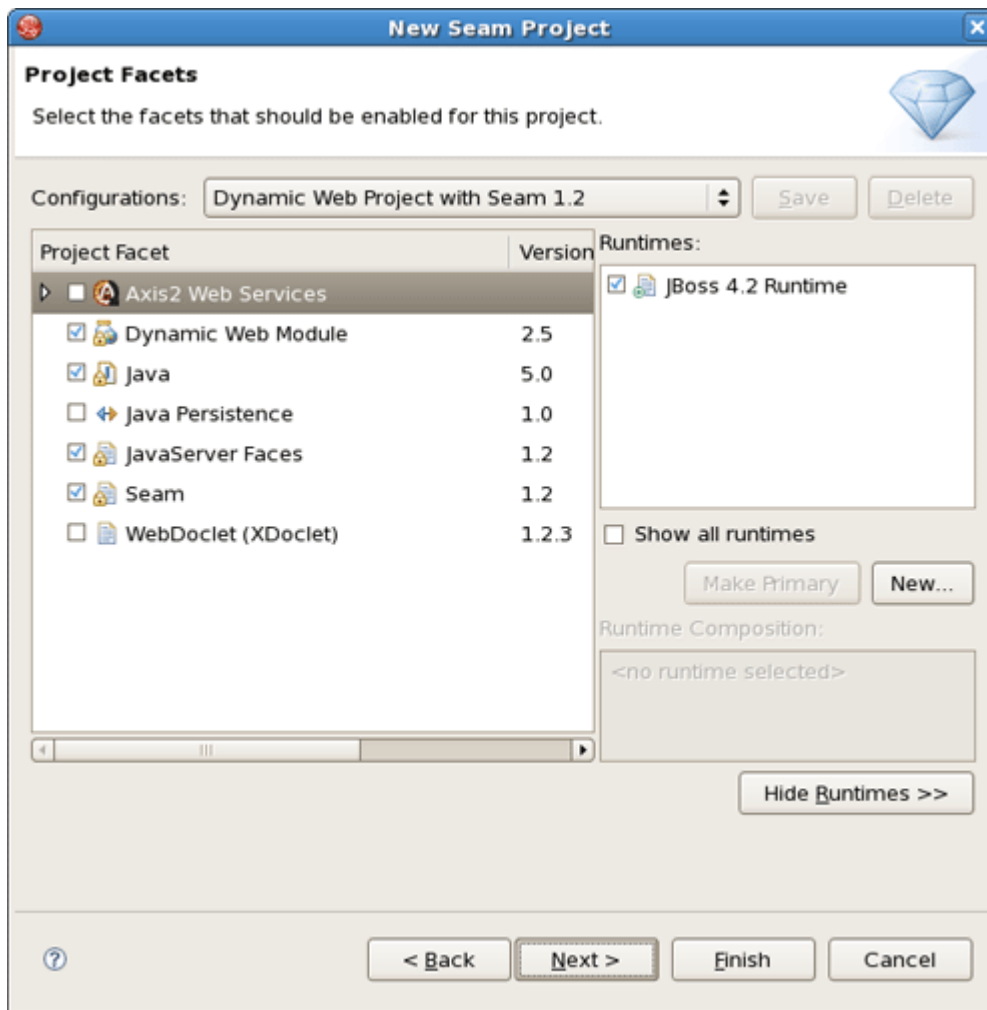 New Seam Project
Project Facets
Select the facets that should be enabled for this project.
Configurations: Dynamic Web Project with Seam 1.2 Save Delete
Project Facet Version
Axis2 Web Services
Dynamic Web Module 2.5
Java 5.0
Java Persistence 1.0
JavaServer Faces 1.2
Seam 1.2
WebDoclet (XDoclet) 1.2.3
Runtimes:
JBoss 4.2 Runtime
Show all runtimes
Make Primary New...
Runtime Composition:
<no runtime selected>
Hide Runtimes >>
< Back Next > Finish Cancel